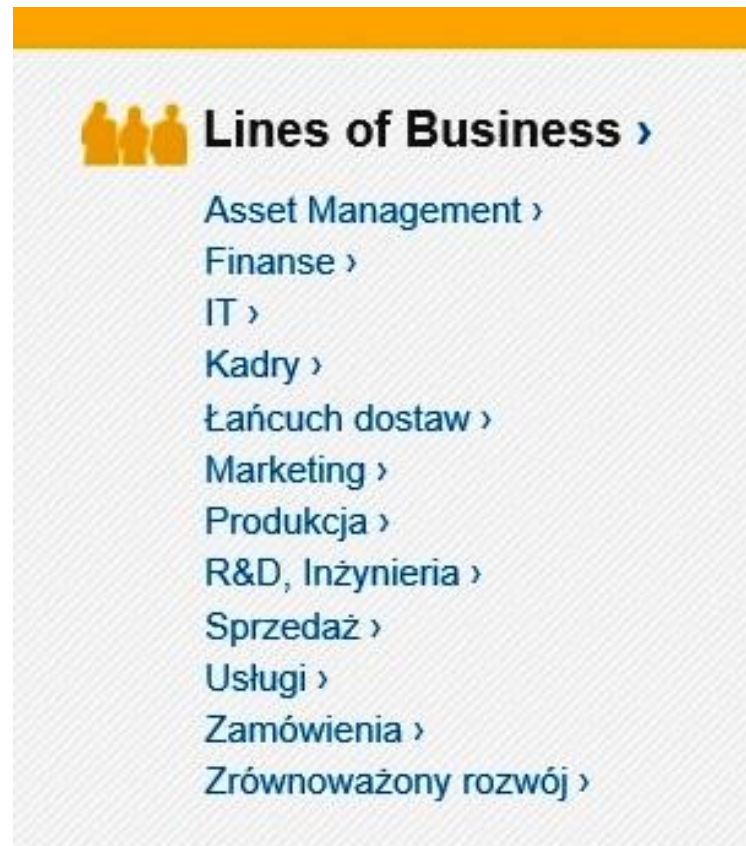 Lines of Business ›
Asset Management ›
Finanse ›
IT ›
Kadry ›
Łańcuch dostaw ›
Marketing ›
Produkcja ›
R&D, Inżynieria ›
Sprzedaż ›
Usługi ›
Zamówienia ›
Zrównoważony rozwój ›